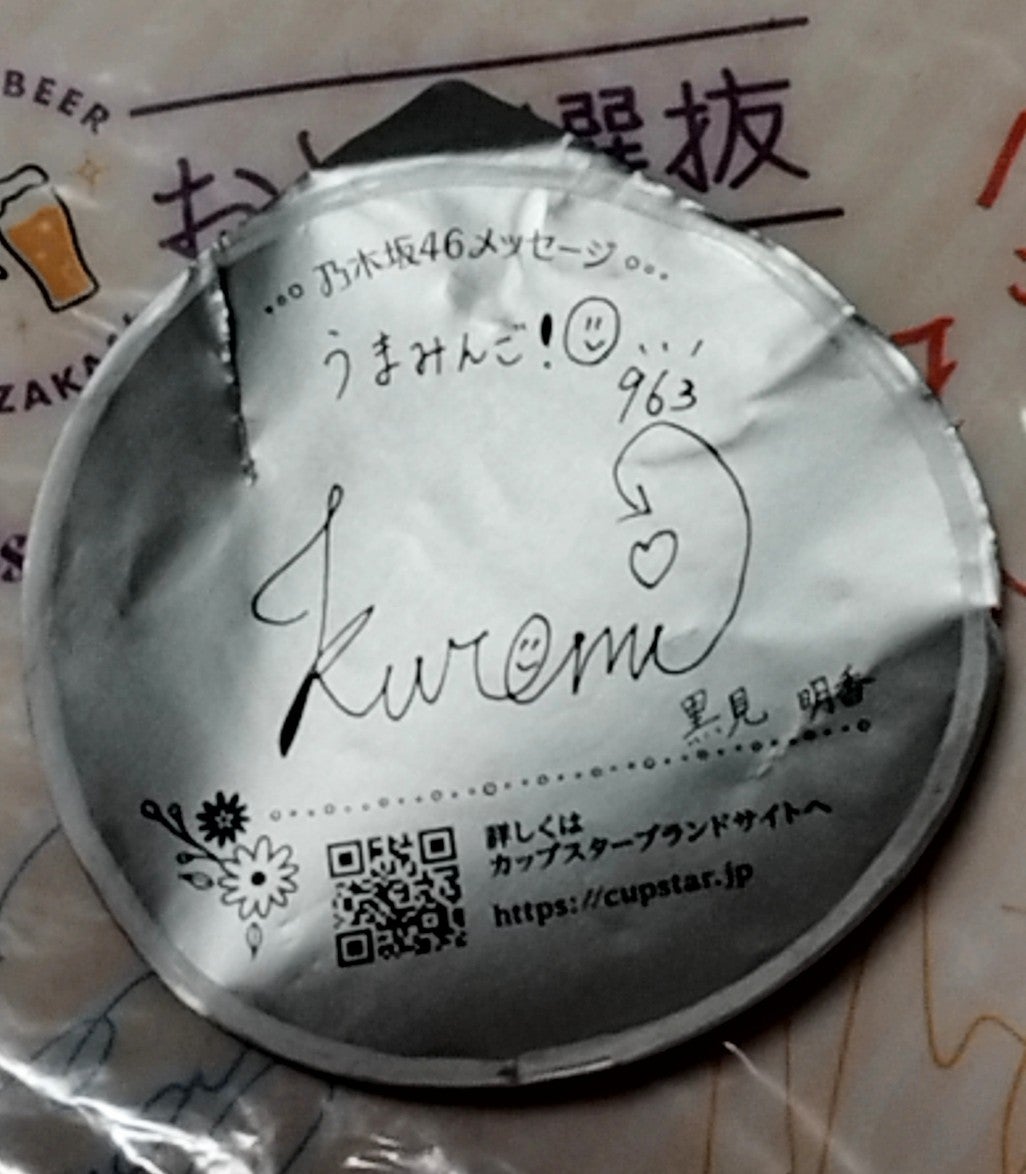 BEER
選抜
乃木坂46メッセージ
うまみんご!
963
Kuromi
黒見 明香
詳しくは
カップスターブランドサイトへ
https://cupstar.jp